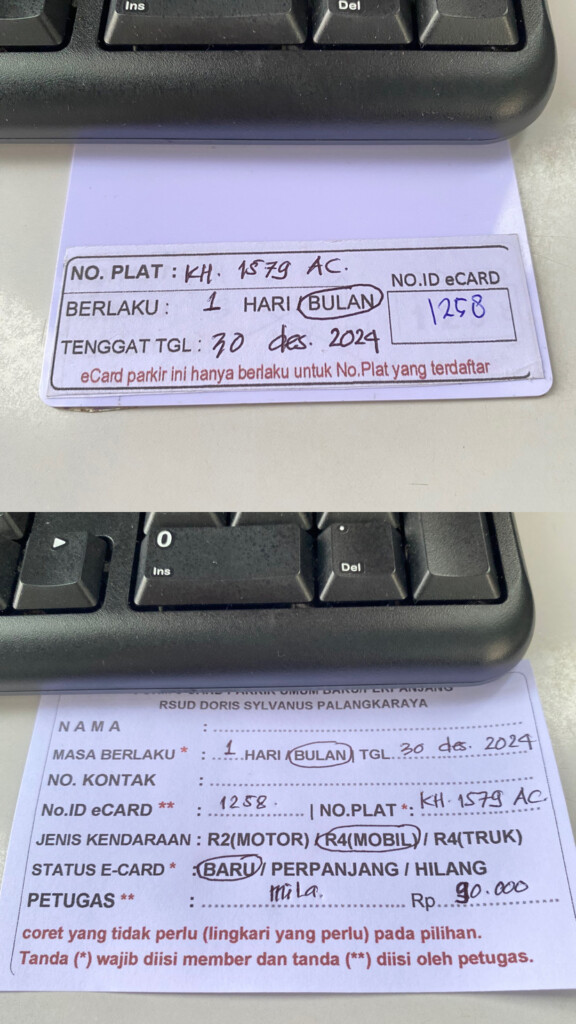 Ins Del
NO. PLAT : KH. 1579 AC.
BERLAKU : 1 HARI / BULAN
NO.ID eCARD
1258
TENGGAT TGL : 30 des. 2024
eCard parkir ini hanya berlaku untuk No.Plat yang terdaftar
0
Ins Del
RSUD DORIS SYLVANUS PALANGKARAYA
NAMA :
MASA BERLAKU * : 1 HARI / BULAN TGL 30 des. 2024
NO. KONTAK :
No.ID eCARD ** : 1258. | NO.PLAT *: KH. 1579 AC
JENIS KENDARAAN : R2(MOTOR) / R4(MOBIL) / R4(TRUK)
STATUS E-CARD * : BARU / PERPANJANG / HILANG
PETUGAS ** : mila. Rp. 90.000
coret yang tidak perlu (lingkari yang perlu) pada pilihan.
Tanda (*) wajib diisi member dan tanda (**) diisi oleh petugas.